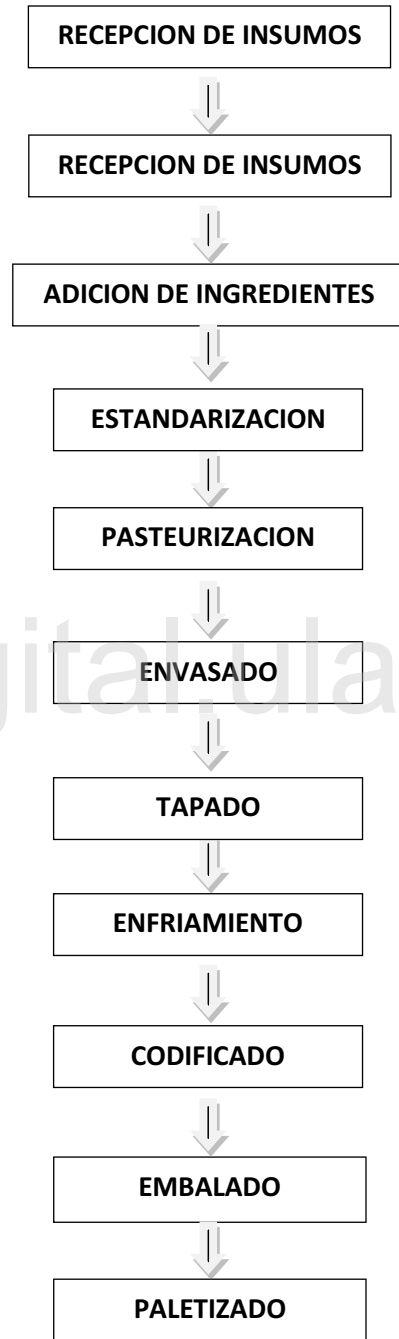 RECEPCION DE INSUMOS
RECEPCION DE INSUMOS
ADICION DE INGREDIENTES
ESTANDARIZACION
PASTEURIZACION
gital.ula
ENVASADO
TAPADO
ENFRIAMIENTO
CODIFICADO
EMBALADO
PALETIZADO